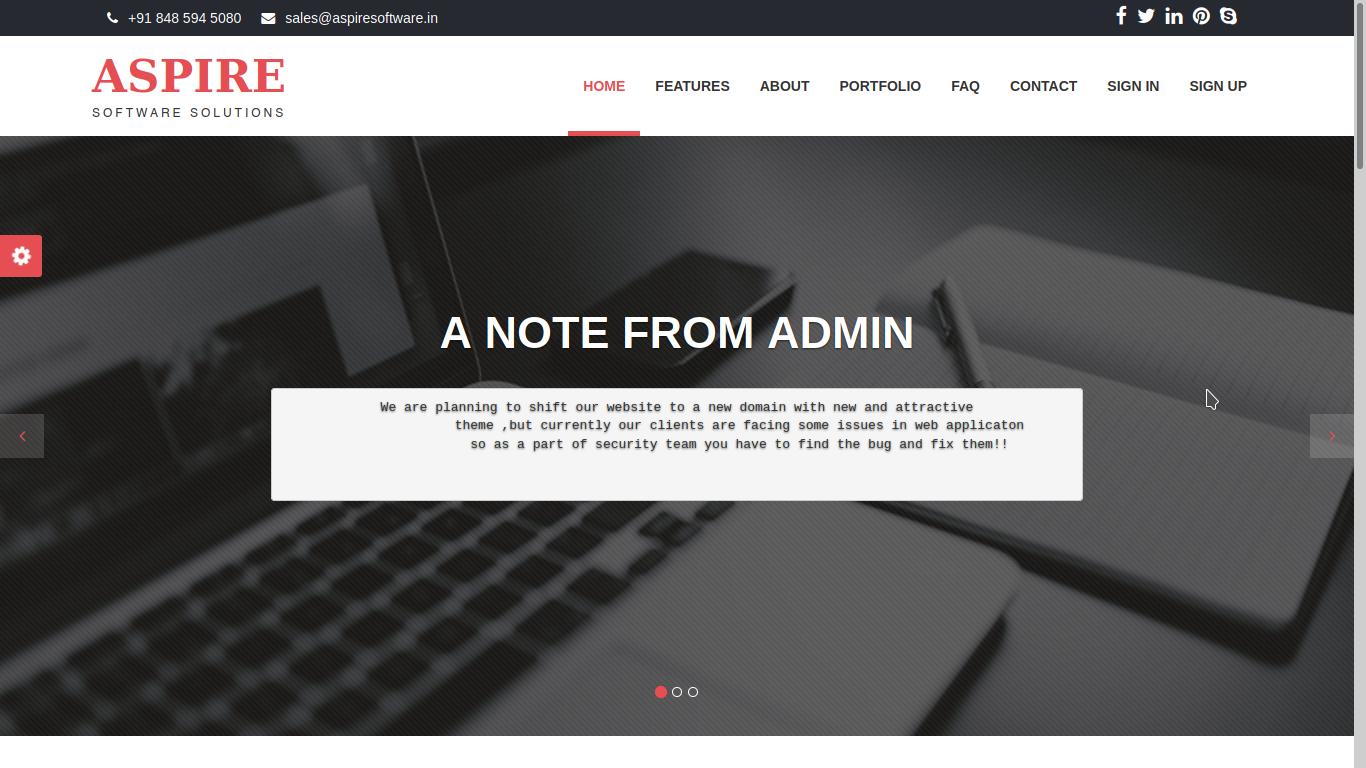 +91 848 594 5080 sales@aspiresoftware.in
ASPIRE
SOFTWARE SOLUTIONS
HOME FEATURES ABOUT PORTFOLIO FAQ CONTACT SIGN IN SIGN UP
A NOTE FROM ADMIN
We are planning to shift our website to a new domain with new and attractive
theme ,but currently our clients are facing some issues in web applicaton
so as a part of security team you have to find the bug and fix them!!